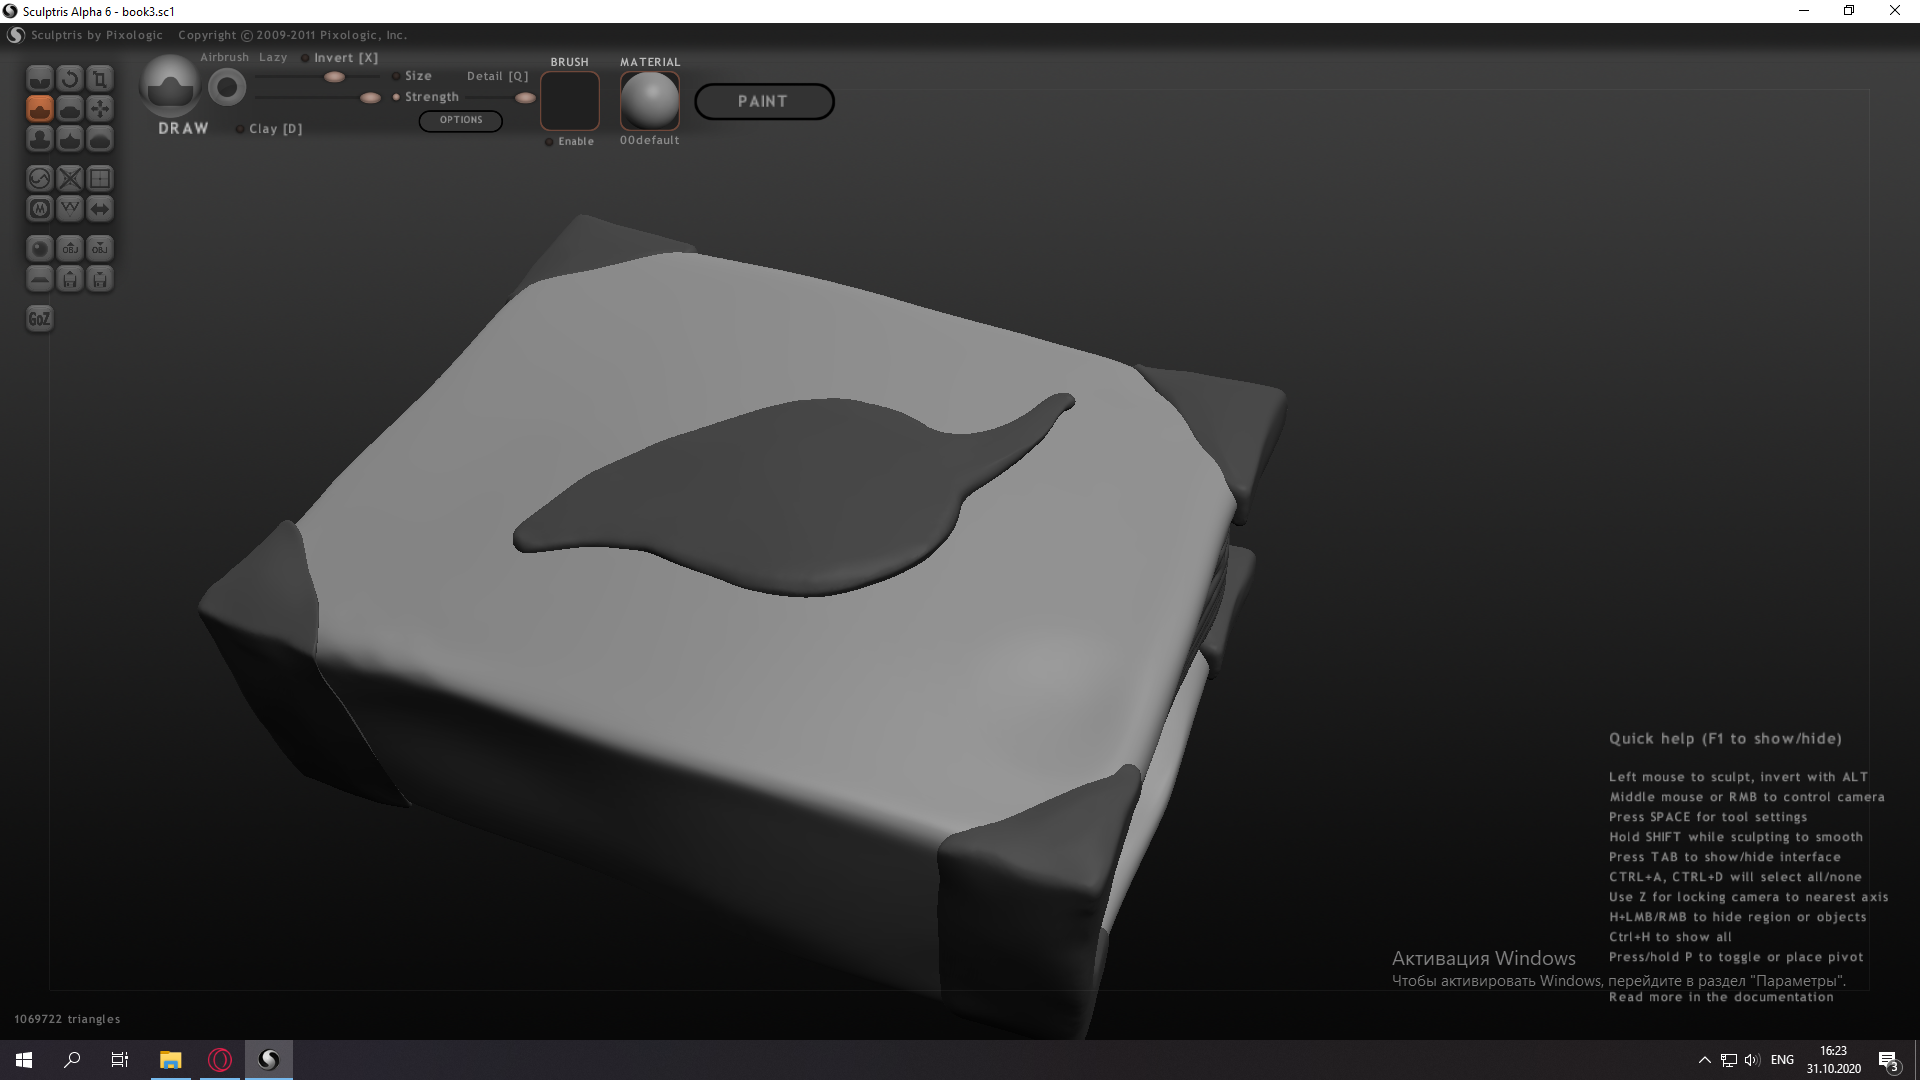 Sculptris Alpha 6 - book3.sc1
Sculptris by Pixologic Copyright © 2009-2011 Pixologic, Inc.
Airbrush Lazy Invert [X]
Size Detail [Q]
Strength
OPTIONS
DRAW Clay [D]
BRUSH
Enable
MATERIAL
00default
PAINT
OBJ OBJ
GoZ
Quick help (F1 to show/hide)
Left mouse to sculpt, invert with ALT
Middle mouse or RMB to control camera
Press SPACE for tool settings
Hold SHIFT while sculpting to smooth
Press TAB to show/hide interface
CTRL+A, CTRL+D will select all/none
Use Z for locking camera to nearest axis
H+LMB/RMB to hide region or objects
Ctrl+H to show all
Press/hold P to toggle or place pivot
Read more in the documentation
Активация Windows
Чтобы активировать Windows, перейдите в раздел "Параметры".
1069722 triangles
ENG
16:23
31.10.2020
3